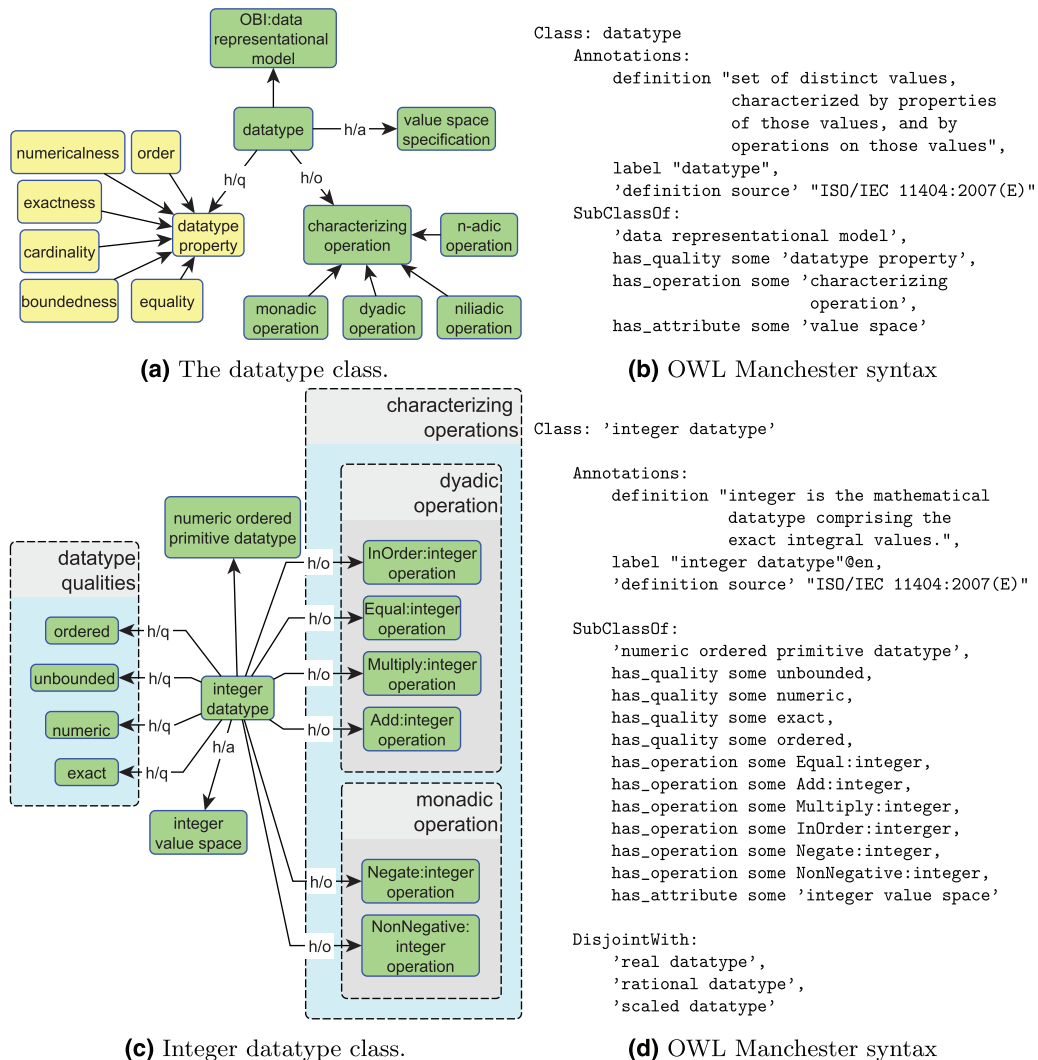 OBI:data
representational
model
datatype
h/a
value space
specification
numericalness
order
exactness
cardinality
boundedness
equality
h/q
datatype
property
h/o
characterizing
operation
n-adic
operation
monadic
operation
dyadic
operation
niliadic
operation
(a) The datatype class.
Class: datatype
Annotations:
definition "set of distinct values,
characterized by properties
of those values, and by
operations on those values",
label "datatype",
’definition source’ "ISO/IEC 11404:2007(E)"
SubClassOf:
’data representational model’,
has_quality some ’datatype property’,
has_operation some ’characterizing
operation’,
has_attribute some ’value space’
(b) OWL Manchester syntax
characterizing
operations
dyadic
operation
numeric ordered
primitive datatype
datatype
qualities
ordered
unbounded
numeric
exact
h/q
h/q
h/q
h/q
integer
datatype
h/a
integer
value space
h/o
InOrder:integer
operation
h/o
Equal:integer
operation
h/o
Multiply:integer
operation
h/o
Add:integer
operation
monadic
operation
h/o
Negate:integer
operation
h/o
NonNegative:
integer
operation
(c) Integer datatype class.
Class: ’integer datatype’
Annotations:
definition "integer is the mathematical
datatype comprising the
exact integral values.",
label "integer datatype"@en,
’definition source’ "ISO/IEC 11404:2007(E)"
SubClassOf:
’numeric ordered primitive datatype’,
has_quality some unbounded,
has_quality some numeric,
has_quality some exact,
has_quality some ordered,
has_operation some Equal:integer,
has_operation some Add:integer,
has_operation some Multiply:integer,
has_operation some InOrder:interger,
has_operation some Negate:integer,
has_operation some NonNegative:integer,
has_attribute some ’integer value space’
DisjointWith:
’real datatype’,
’rational datatype’,
’scaled datatype’
(d) OWL Manchester syntax